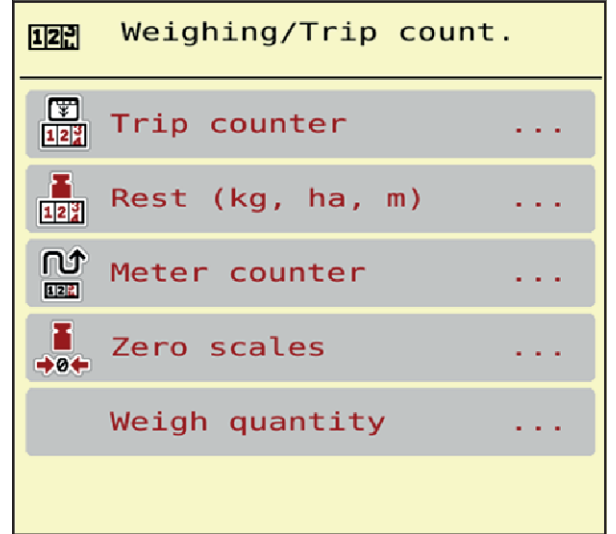 Weighing/Trip count.
Trip counter ...
Rest (kg, ha, m) ...
Meter counter ...
Zero scales ...
Weigh quantity ...